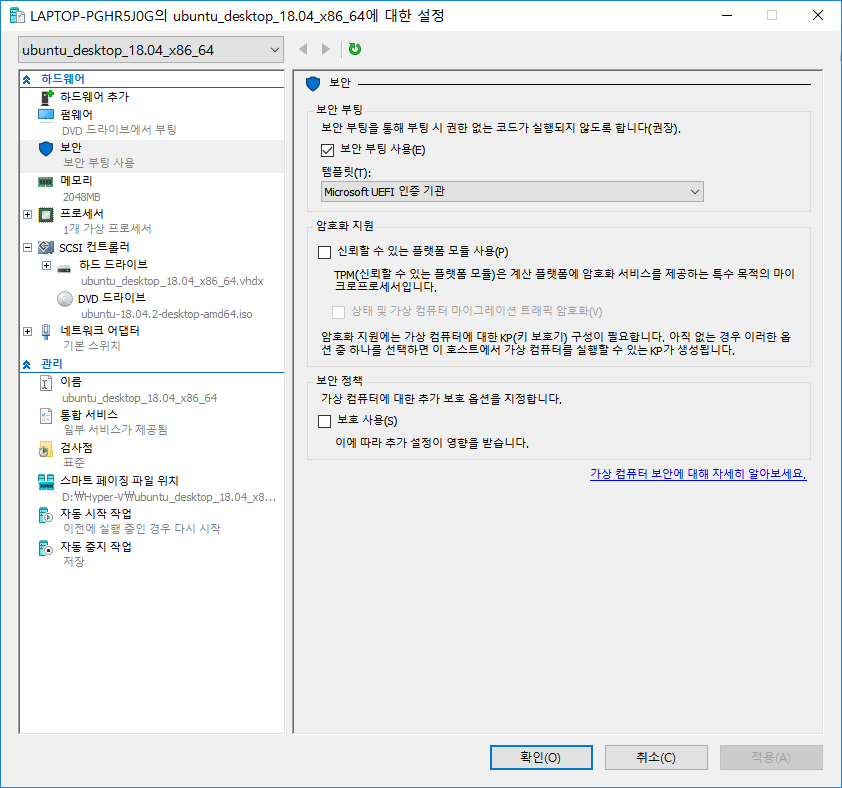 LAPTOP-PGHR5J0G의 ubuntu_desktop_18.04_x86_64에 대한 설정
ubuntu_desktop_18.04_x86_64
하드웨어
하드웨어 추가
펌웨어
DVD 드라이브에서 부팅
보안
보안 부팅 사용
메모리
2048MB
프로세서
1개 가상 프로세서
SCSI 컨트롤러
하드 드라이브
ubuntu_desktop_18.04_x86_64.vhdx
DVD 드라이브
ubuntu-18.04.2-desktop-amd64.iso
네트워크 어댑터
기본 스위치
관리
이름
ubuntu_desktop_18.04_x86_64
통합 서비스
일부 서비스가 제공됨
검사점
표준
스마트 페이징 파일 위치
D:₩Hyper-V₩ubuntu_desktop_18.04_x8...
자동 시작 작업
이전에 실행 중인 경우 다시 시작
자동 중지 작업
저장
보안
보안 부팅
보안 부팅을 통해 부팅 시 권한 없는 코드가 실행되지 않도록 합니다(권장).
보안 부팅 사용(E)
템플릿(T):
Microsoft UEFI 인증 기관
암호화 지원
신뢰할 수 있는 플랫폼 모듈 사용(P)
TPM(신뢰할 수 있는 플랫폼 모듈)은 계산 플랫폼에 암호화 서비스를 제공하는 특수 목적의 마이
크로프로세서입니다.
상태 및 가상 컴퓨터 마이그레이션 트래픽 암호화(V)
암호화 지원에는 가상 컴퓨터에 대한 KP(키 보호기) 구성이 필요합니다. 아직 없는 경우 이러한 옵
션 중 하나를 선택하면 이 호스트에서 가상 컴퓨터를 실행할 수 있는 KP가 생성됩니다.
보안 정책
가상 컴퓨터에 대한 추가 보호 옵션을 지정합니다.
보호 사용(S)
이에 따라 추가 설정이 영향을 받습니다.
가상 컴퓨터 보안에 대해 자세히 알아보세요.
확인(O)
취소(C)
적용(A)